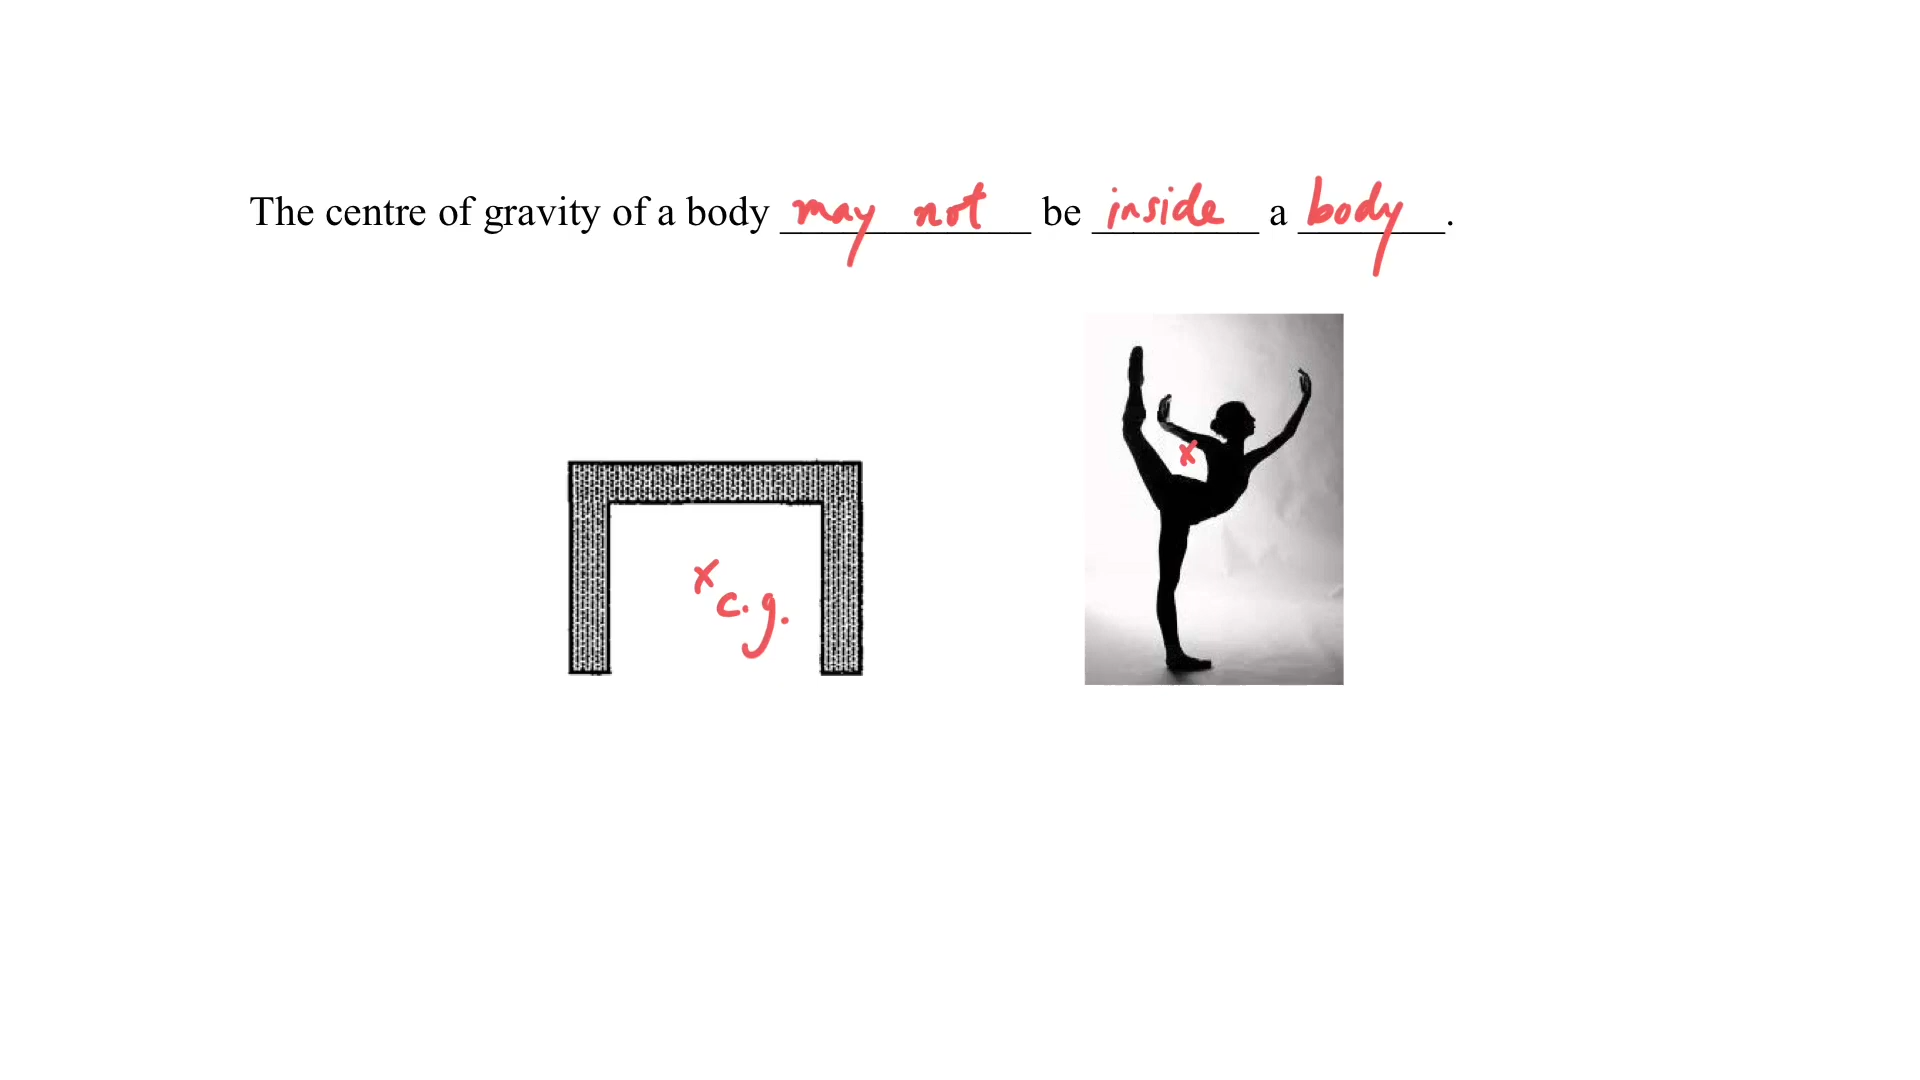 The centre of gravity of a body may not be inside a body.
x c.g.
x